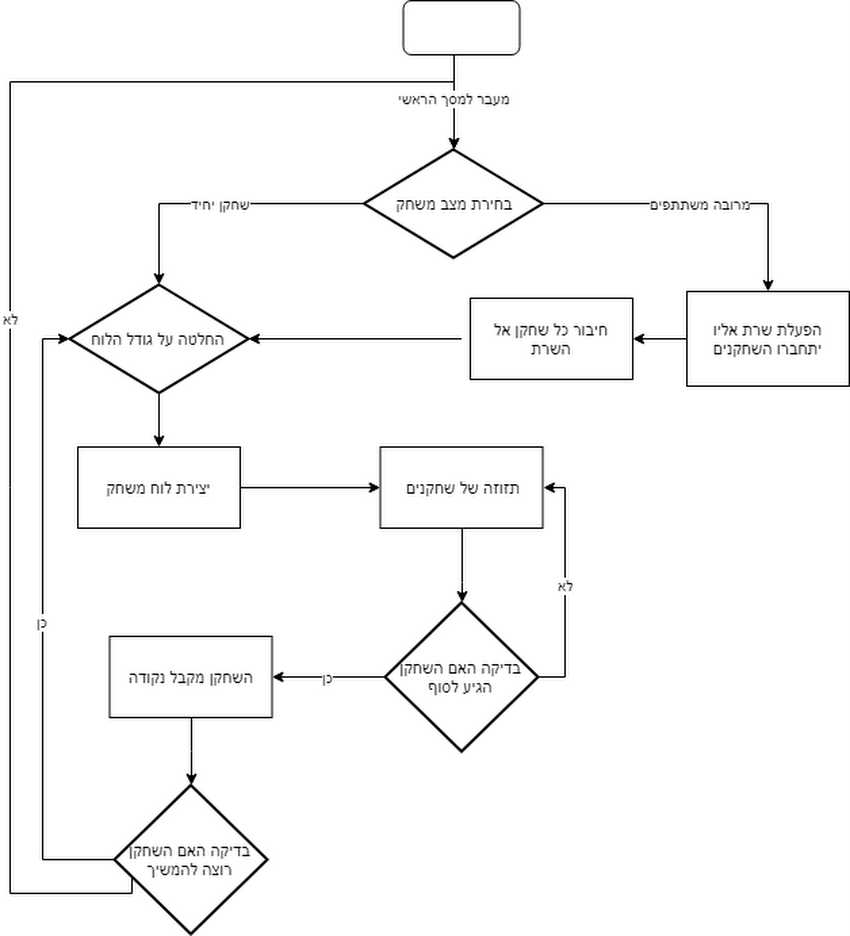 מעבר למסך הראשי
בחירת מצב משחק
שחקן יחיד
מרובה משתתפים
הפעלת שרת אליו
יתחברו השחקנים
חיבור כל שחקן אל
השרת
החלטה על גודל הלוח
לא
יצירת לוח משחק
תזוזה של שחקנים
לא
בדיקה האם השחקן
הגיע לסוף
כן
השחקן מקבל נקודה
כן
בדיקה האם השחקן
רוצה להמשיך